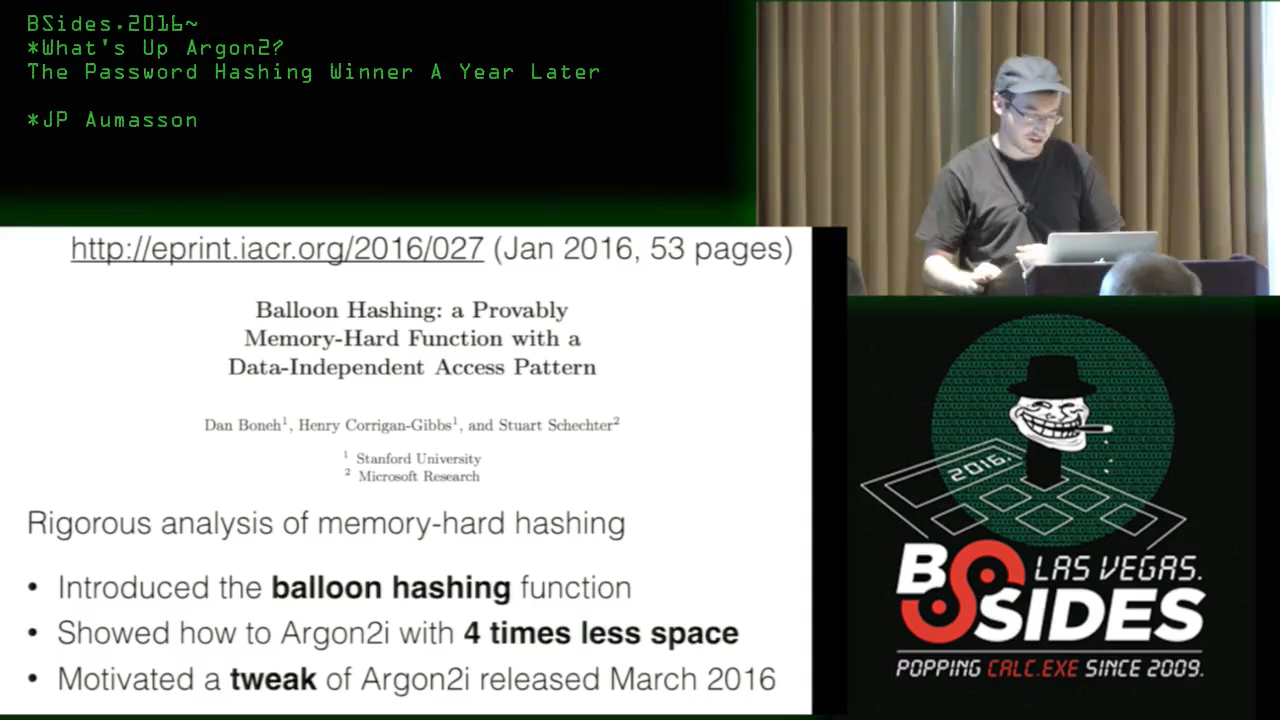 BSides.2016~
*What's Up Argon2?
The Password Hashing Winner A Year Later
*JP Aumasson
http://eprint.iacr.org/2016/027 (Jan 2016, 53 pages)
Balloon Hashing: a Provably
Memory-Hard Function with a
Data-Independent Access Pattern
Dan Boneh¹, Henry Corrigan-Gibbs¹, and Stuart Schechter²
¹ Stanford University
² Microsoft Research
Rigorous analysis of memory-hard hashing
• Introduced the balloon hashing function
• Showed how to Argon2i with 4 times less space
• Motivated a tweak of Argon2i released March 2016
2016.
BSIDES
LAS VEGAS.
POPPING CALC.EXE SINCE 2009.